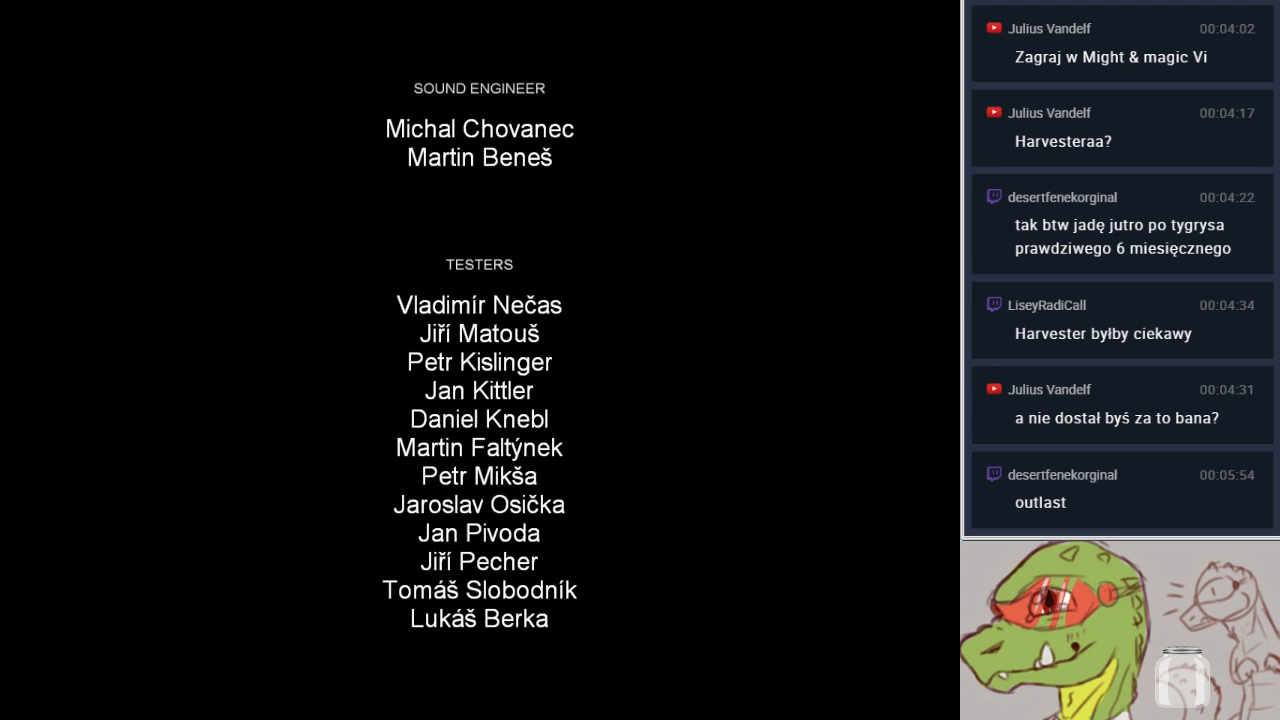 SOUND ENGINEER
Michal Chovanec
Martin Beneš
TESTERS
Vladimír Nečas
Jiří Matouš
Petr Kislinger
Jan Kittler
Daniel Knebl
Martin Faltýnek
Petr Mikša
Jaroslav Osička
Jan Pivoda
Jiří Pecher
Tomáš Slobodník
Lukáš Berka
Julius Vandelf 00:04:02
Zagraj w Might & magic Vi
Julius Vandelf 00:04:17
Harvesteraa?
desertfenekorginal 00:04:22
tak btw jadę jutro po tygrysa
prawdziwego 6 miesięcznego
LiseyRadiCall 00:04:34
Harvester byłby ciekawy
Julius Vandelf 00:04:31
a nie dostał byś za to bana?
desertfenekorginal 00:05:54
outlast